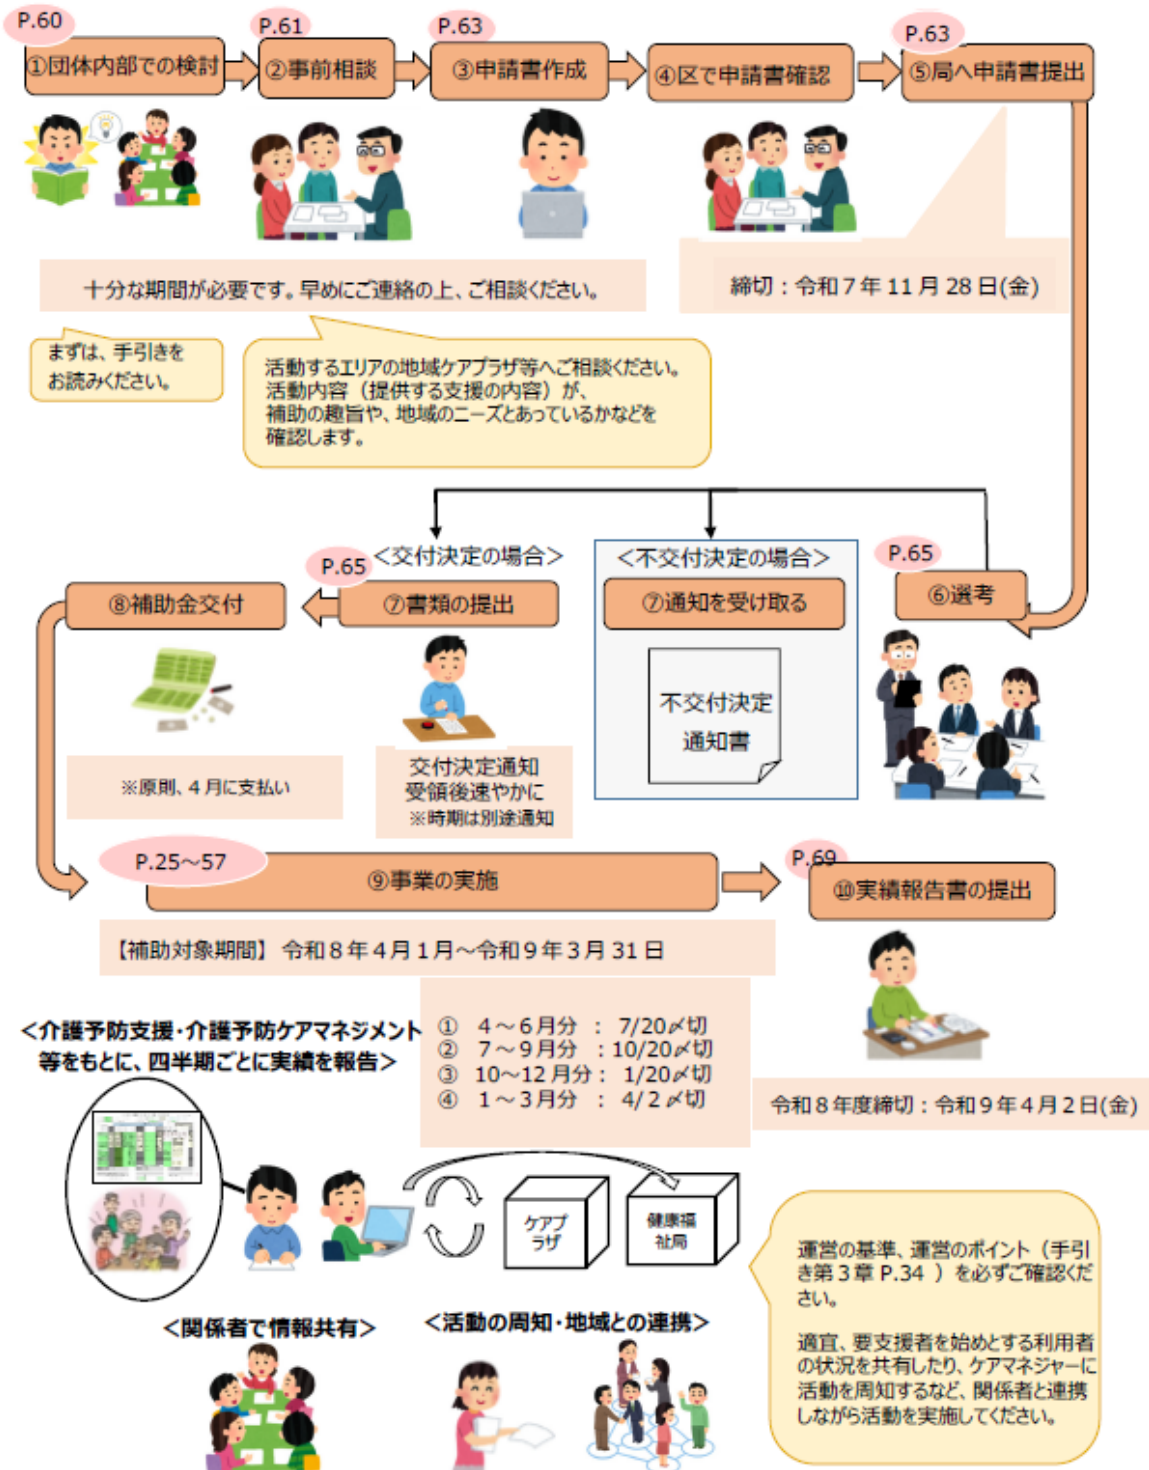 P.60
①団体内部での検討
P.61
②事前相談
P.63
③申請書作成
④区で申請書確認
P.63
⑤局へ申請書提出
十分な期間が必要です。早めにご連絡の上、ご相談ください。
締切：令和７年 11 月 28 日(金)
まずは、手引きを
お読みください。
活動するエリアの地域ケアプラザ等へご相談ください。
活動内容（提供する支援の内容）が、
補助の趣旨や、地域のニーズとあっているかなどを
確認します。
P.65
⑥選考
＜交付決定の場合＞
P.65
⑦書類の提出
交付決定通知
受領後速やかに
※時期は別途通知
＜不交付決定の場合＞
⑦通知を受け取る
不交付決定
通知書
⑧補助金交付
※原則、４月に支払い
P.25～57
⑨事業の実施
P.69
⑩実績報告書の提出
【補助対象期間】 令和８年４月１月～令和９年３月 31 日
＜介護予防支援・介護予防ケアマネジメント
等をもとに、四半期ごとに実績を報告＞
① ４～６月分 ： 7/20〆切
② ７～９月分 ：10/20〆切
③ 10～12 月分： 1/20〆切
④ １～３月分 ： 4/２〆切
令和８年度締切：令和９年４月２日(金)
ケアプ
ラザ
健康福
祉局
運営の基準、運営のポイント（手引
き第３章 P.34 ）を必ずご確認くだ
さい。
適宜、要支援者を始めとする利用者
の状況を共有したり、ケアマネジャーに
活動を周知するなど、関係者と連携
しながら活動を実施してください。
＜関係者で情報共有＞
＜活動の周知・地域との連携＞